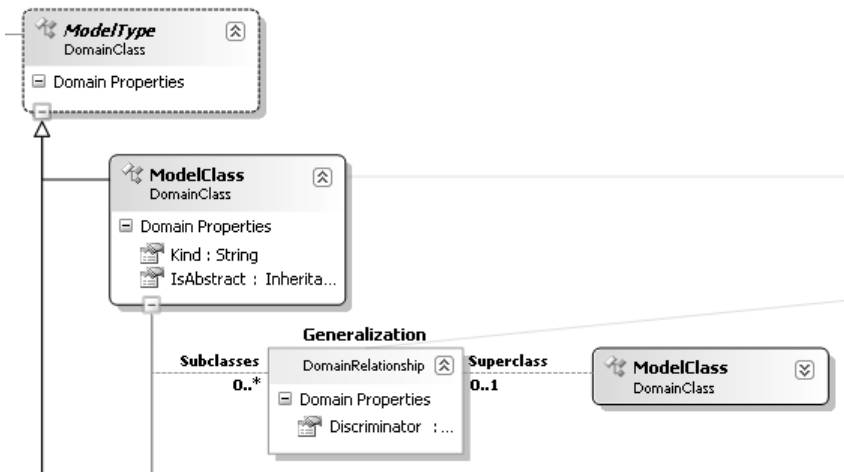 ModelType
DomainClass
Domain Properties
ModelClass
DomainClass
Domain Properties
Kind : String
IsAbstract : Inherita...
Generalization
Subclasses
0..*
DomainRelationship
Domain Properties
Discriminator :...
Superclass
0..1
ModelClass
DomainClass